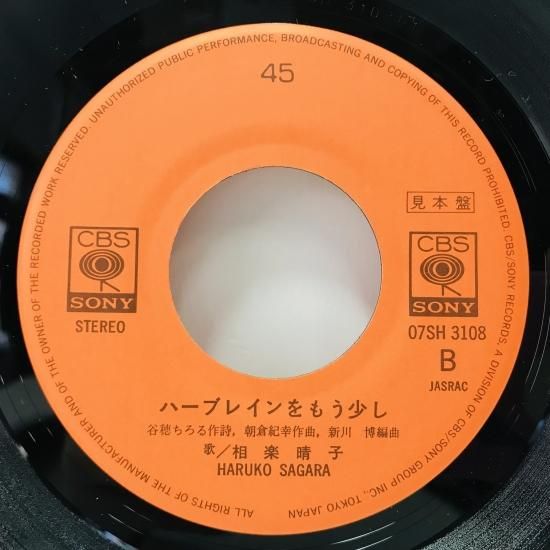 ALL RIGHTS OF THE MANUFACTURER AND OF THE OWNER OF THE RECORDED WORK RESERVED. UNAUTHORIZED PUBLIC PERFORMANCE, BROADCASTING AND COPYING OF THIS RECORD PROHIBITED. CBS/SONY RECORDS, A DIVISION OF CBS/SONY GROUP INC., TOKYO JAPAN
45
見本盤
CBS
SONY
STEREO
CBS
SONY
07SH 3108
B
JASRAC
ハーブレインをもう少し
谷穂ちろる作詩, 朝倉紀幸作曲, 新川 博編曲
歌/相楽晴子
HARUKO SAGARA